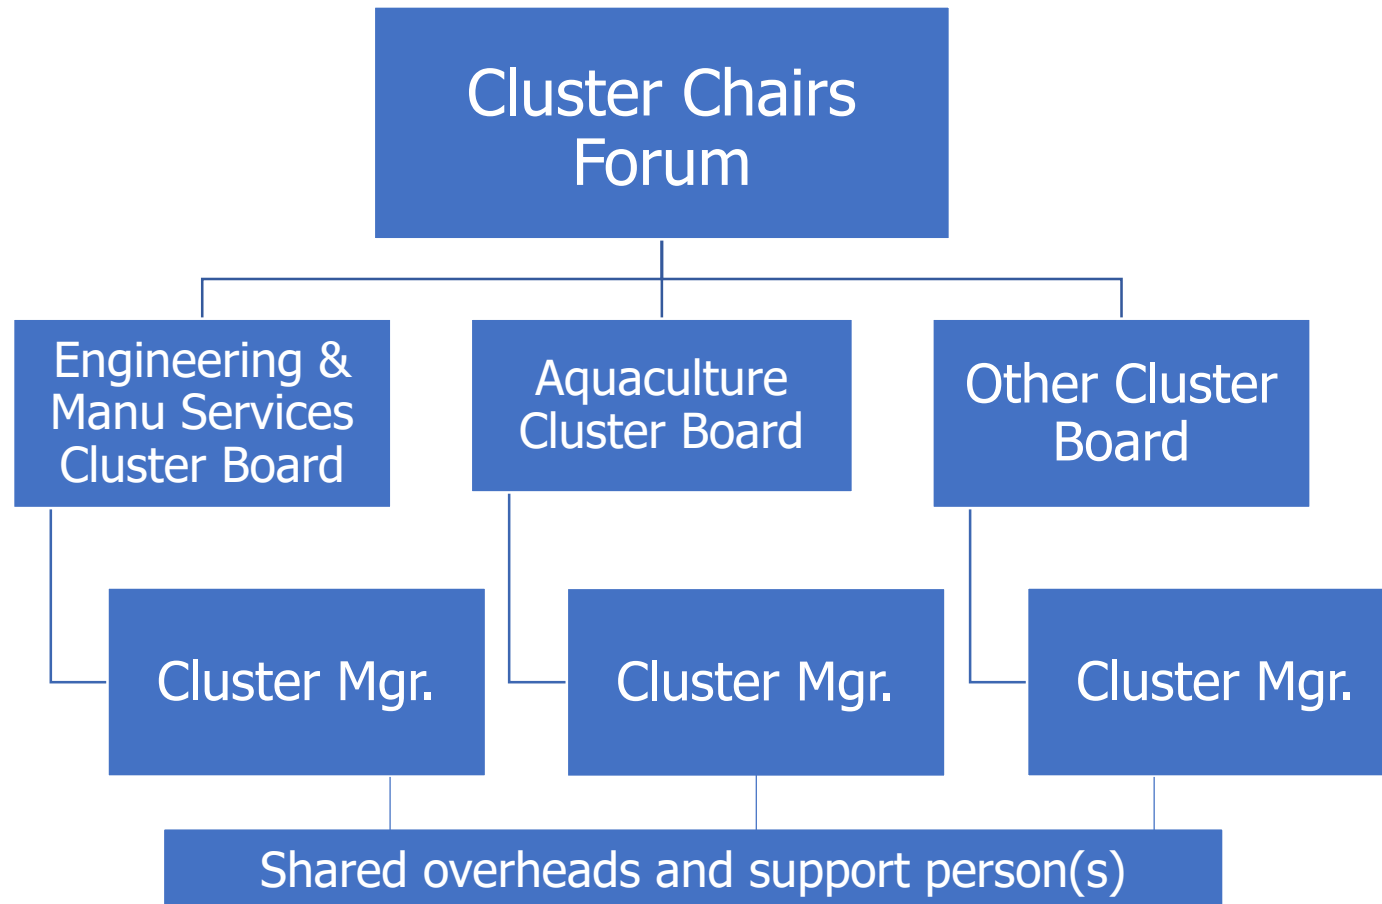 Cluster Chairs
Forum
Engineering &
Manu Services
Cluster Board
Aquaculture
Cluster Board
Other Cluster
Board
Cluster Mgr.
Cluster Mgr.
Cluster Mgr.
Shared overheads and support person(s)